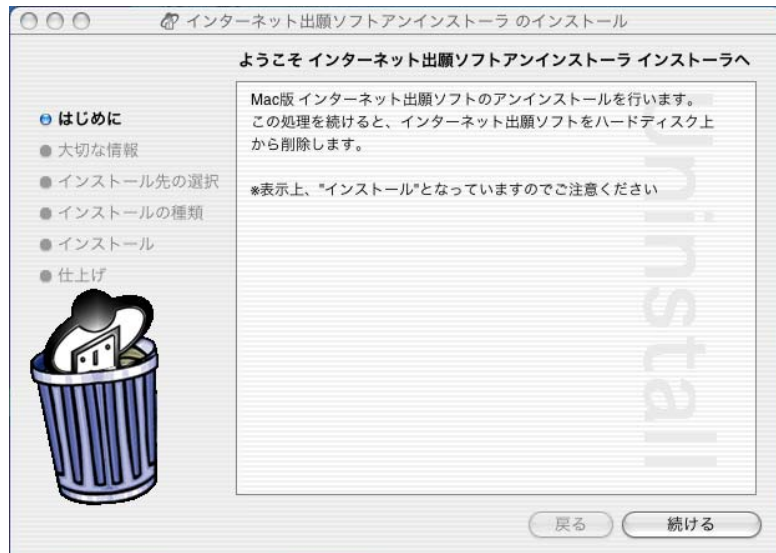 インターネット出願ソフトアンインストーラ のインストール
ようこそ インターネット出願ソフトアンインストーラ インストーラへ
はじめに
大切な情報
インストール先の選択
インストールの種類
インストール
仕上げ
Mac版 インターネット出願ソフトのアンインストールを行います。
この処理を続けると、インターネット出願ソフトをハードディスク上
から削除します。
※表示上、"インストール"となっていますのでご注意ください
Uninstall
戻る
続ける